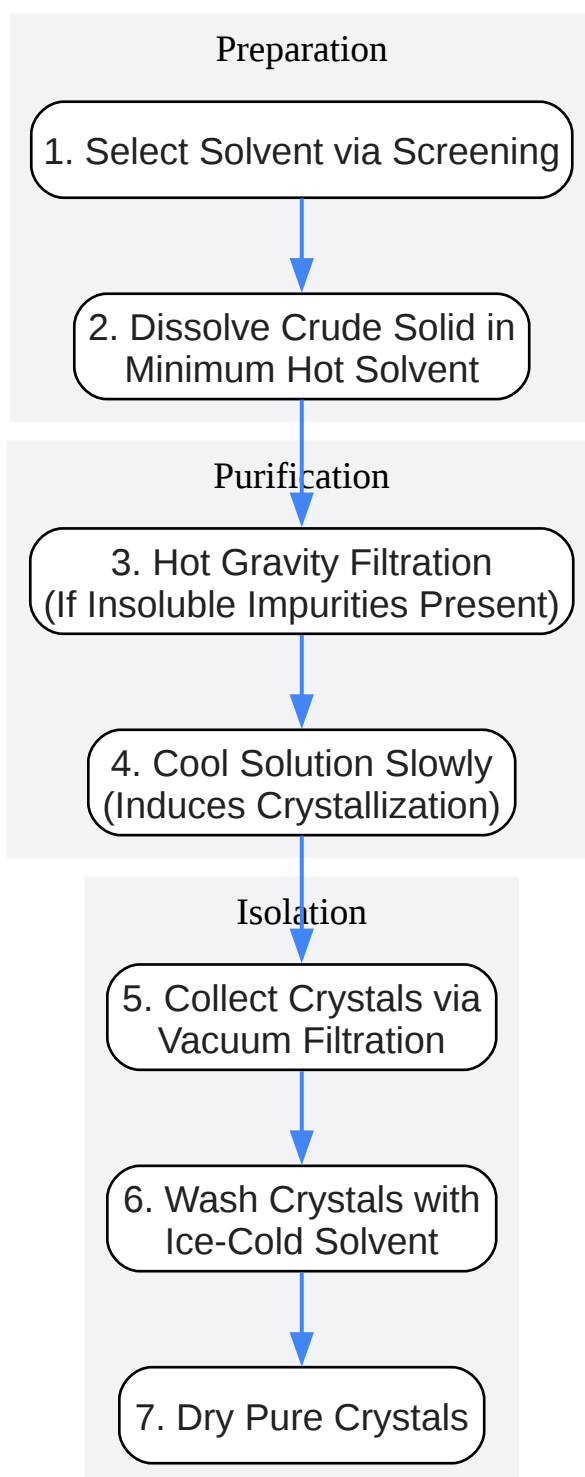 Preparation
1. Select Solvent via Screening
2. Dissolve Crude Solid in
Minimum Hot Solvent
Purification
3. Hot Gravity Filtration
(If Insoluble Impurities Present)
4. Cool Solution Slowly
(Induces Crystallization)
Isolation
5. Collect Crystals via
Vacuum Filtration
6. Wash Crystals with
Ice-Cold Solvent
7. Dry Pure Crystals